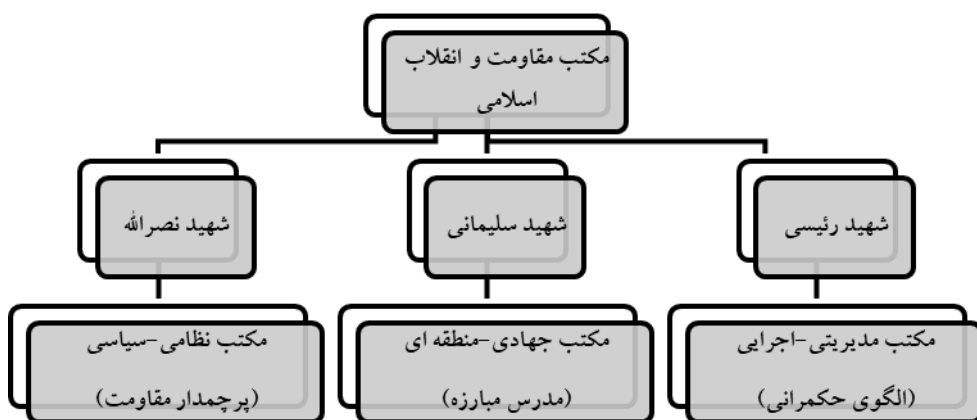 مکتب مقاومت و انقلاب
اسلامی
شهید رئیسی
شهید سلیمانی
شهید نصرالله
مکتب مدیریتی-اجرایی
(الگوی حکمرانی)
مکتب جهادی-منطقه ای
(مدرس مبارزه)
مکتب نظامی-سیاسی
(پرچمدار مقاومت)